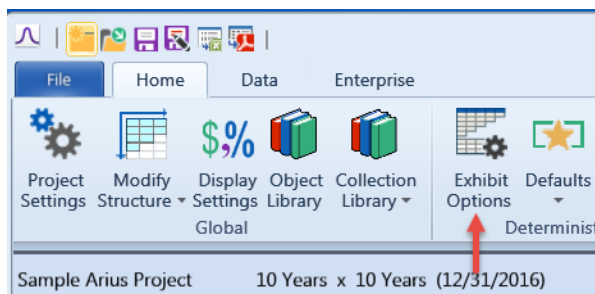 File Home Data Enterprise
$,%
Project Modify Display Object Collection Exhibit Defaults
Settings Structure Settings Library Library Options
Global Determinist
Sample Arius Project 10 Years x 10 Years (12/31/2016)